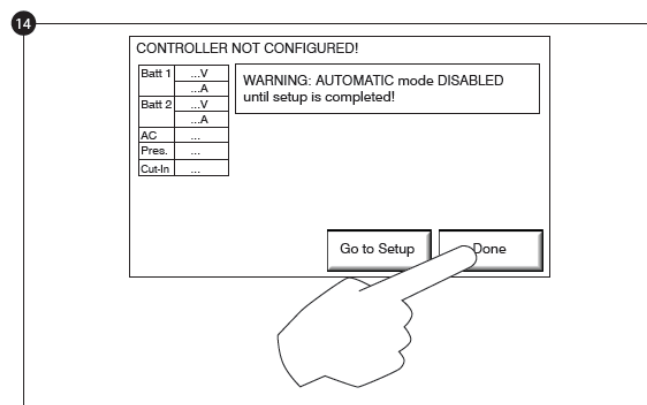 14
CONTROLLER NOT CONFIGURED!
Batt 1 ...V
...A
Batt 2 ...V
...A
AC ...
Pres. ...
Cut-In ...
WARNING: AUTOMATIC mode DISABLED
until setup is completed!
Go to Setup
Done